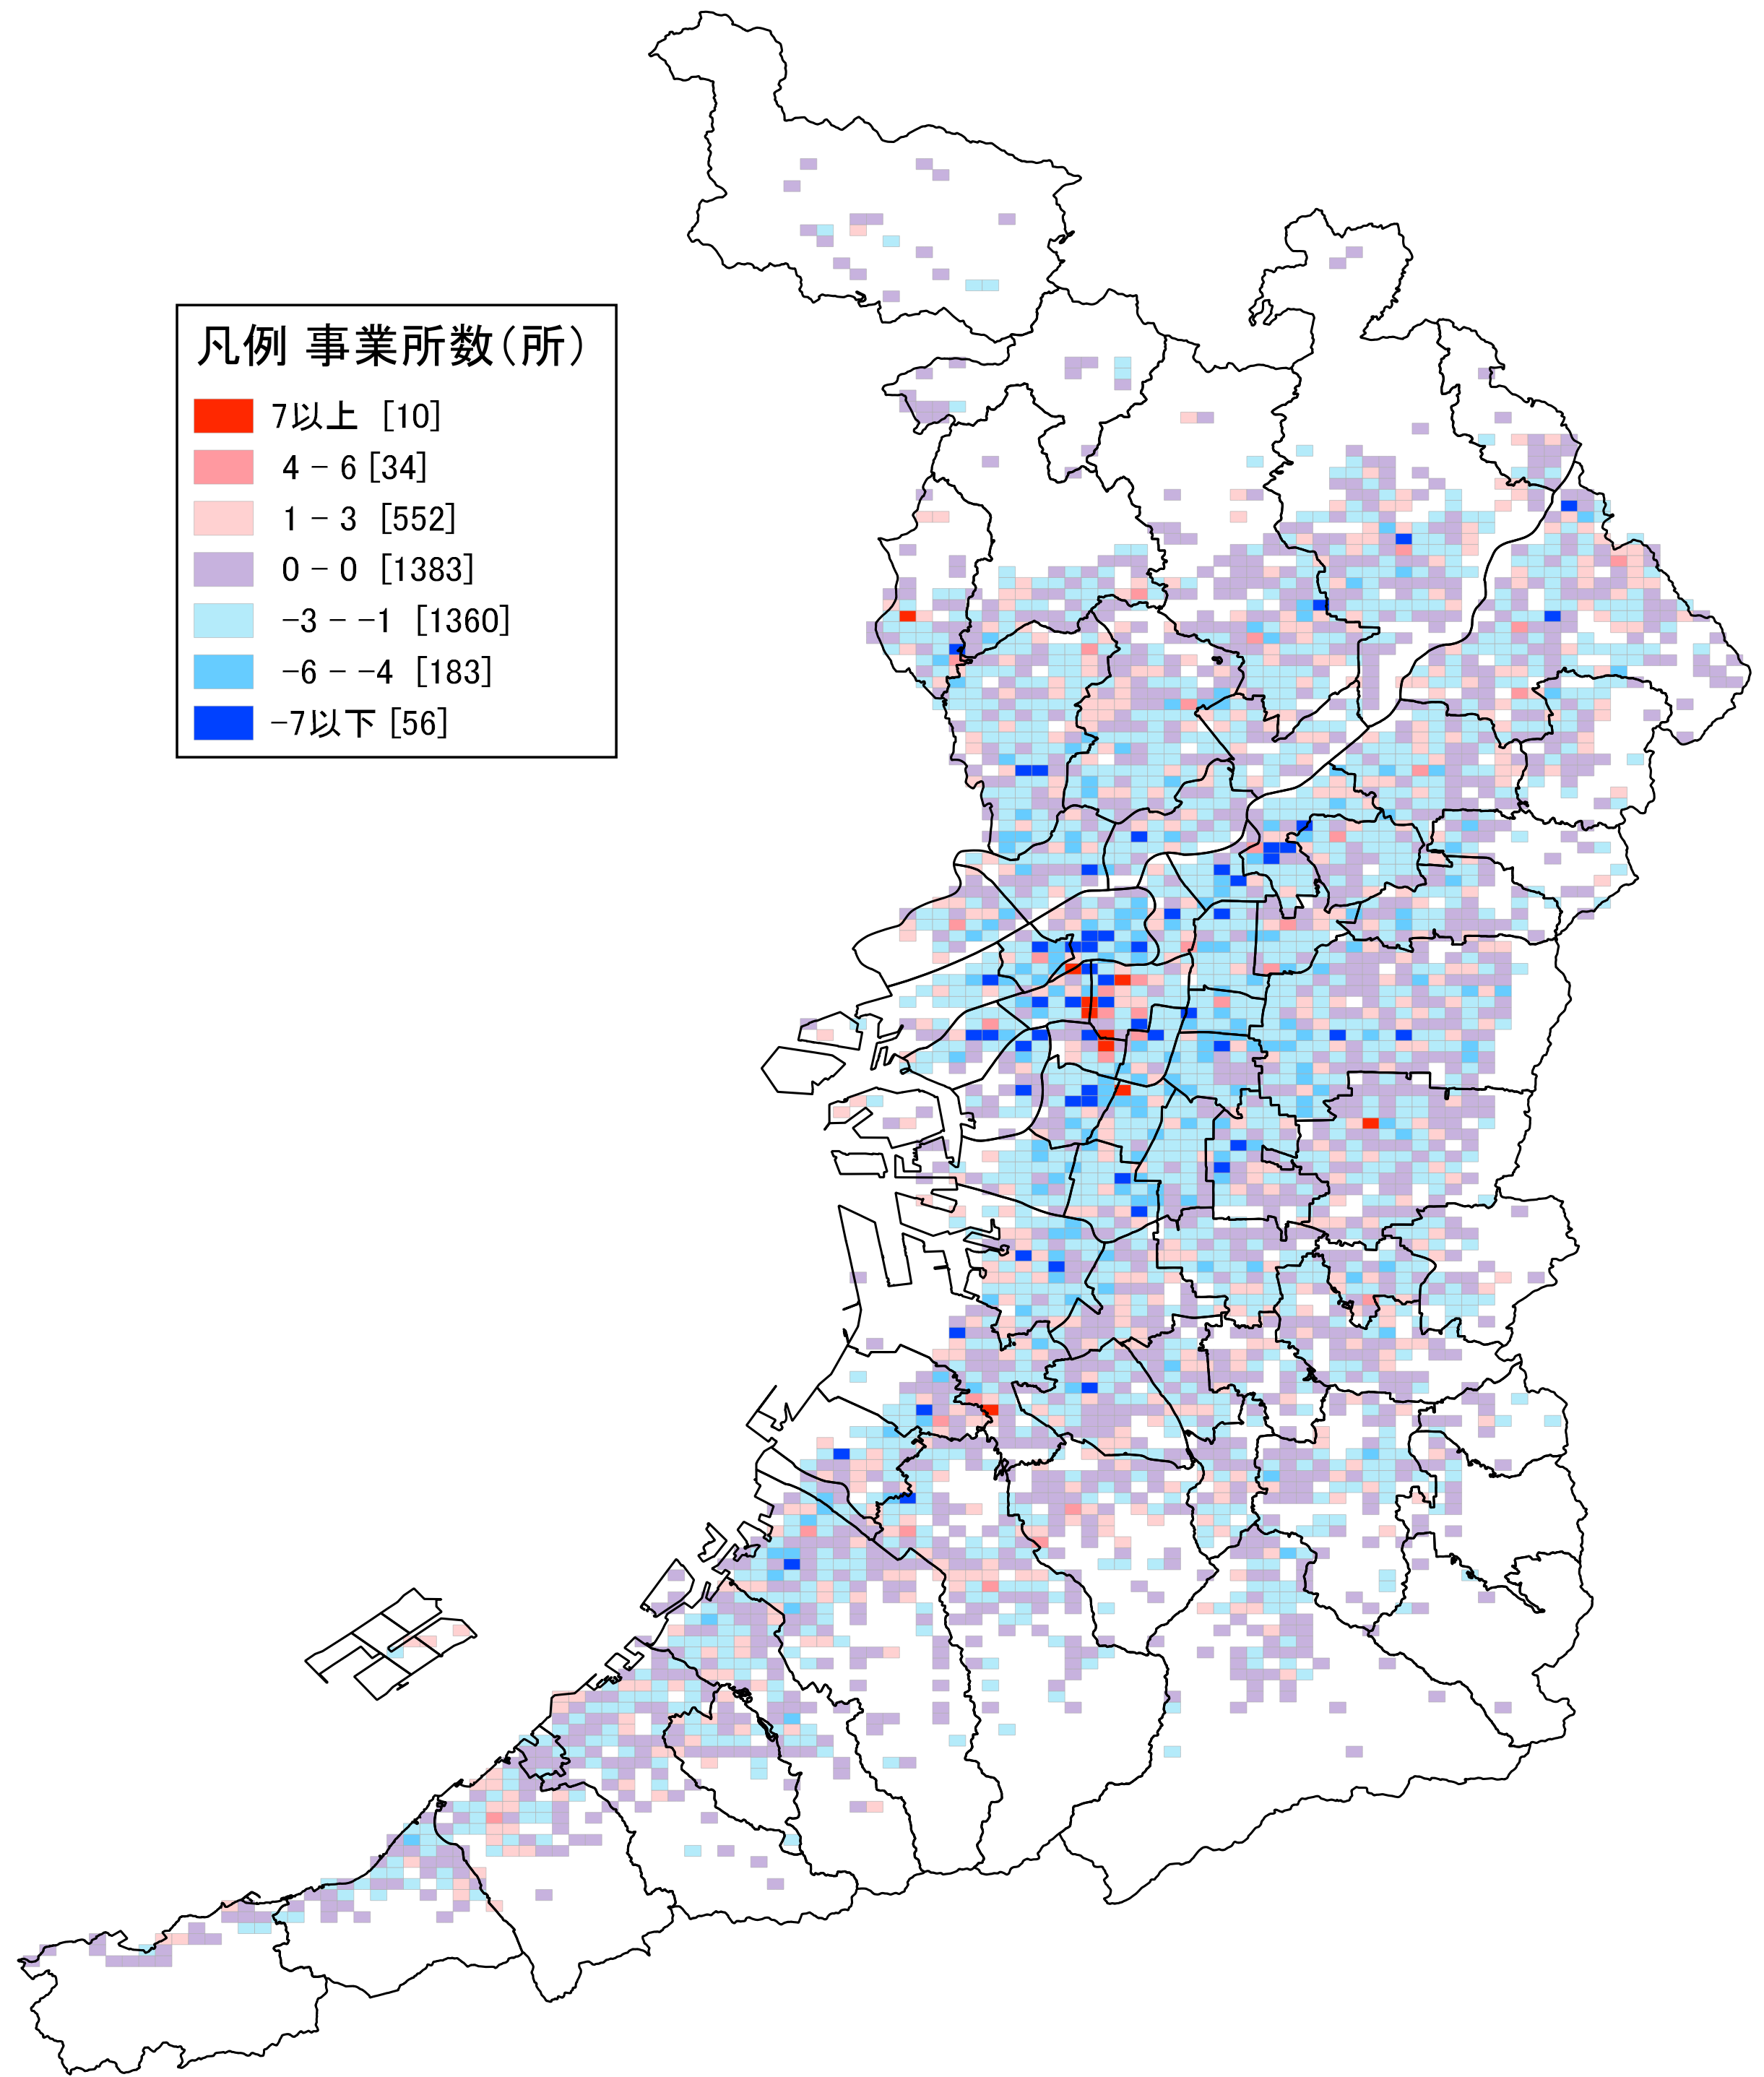 凡例 事業所数(所)
7以上 [10]
4 - 6 [34]
1 - 3 [552]
0 - 0 [1383]
-3 - -1 [1360]
-6 - -4 [183]
-7以下 [56]